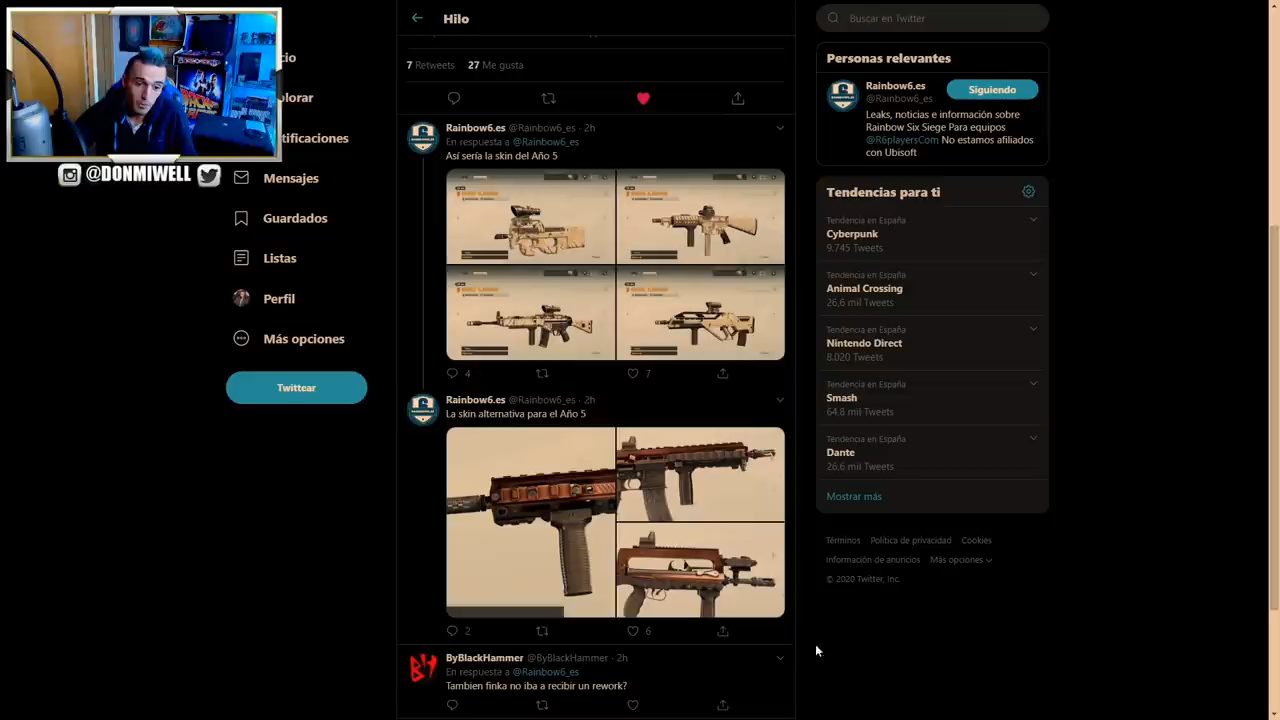 cio
orar
tificaciones
@DONMIWELL
Mensajes
Guardados
Listas
Perfil
Más opciones
Twittear
Hilo
7 Retweets 27 Me gusta
Rainbow6.es @Rainbow6_es · 2h
En respuesta a @Rainbow6_es
Así sería la skin del Año 5
4 7
Rainbow6.es @Rainbow6_es · 2h
La skin alternativa para el Año 5
2 6
ByBlackHammer @ByBlackHammer · 2h
En respuesta a @Rainbow6_es
Tambien finka no iba a recibir un rework?
Buscar en Twitter
Personas relevantes
Rainbow6.es
@Rainbow6_es
Siguiendo
Leaks, noticias e información sobre
Rainbow Six Siege Para equipos
@R6playersCom No estamos afiliados
con Ubisoft
Tendencias para ti
Tendencia en España
Cyberpunk
9.745 Tweets
Tendencia en España
Animal Crossing
26,6 mil Tweets
Tendencia en España
Nintendo Direct
8.020 Tweets
Tendencia en España
Smash
64.8 mil Tweets
Tendencia en España
Dante
26,6 mil Tweets
Mostrar más
Términos Política de privacidad Cookies
Información de anuncios Más opciones
© 2020 Twitter, Inc.